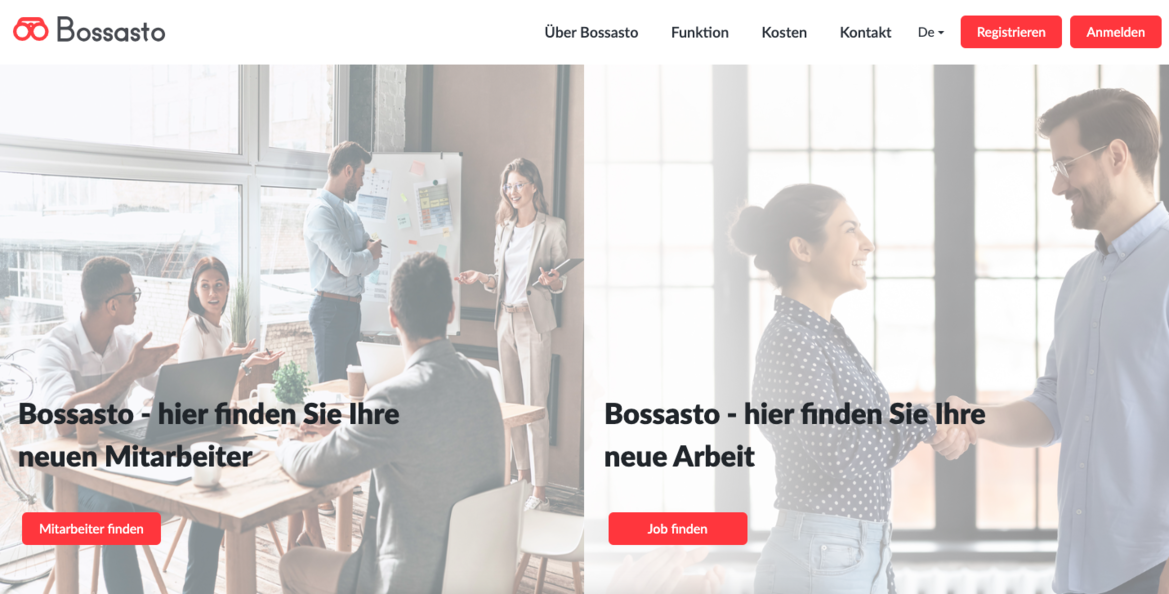 Bossasto
Über Bossasto
Funktion
Kosten
Kontakt
De
Registrieren
Anmelden
Bossasto - hier finden Sie Ihre
neuen Mitarbeiter
Mitarbeiter finden
Bossasto - hier finden Sie Ihre
neue Arbeit
Job finden